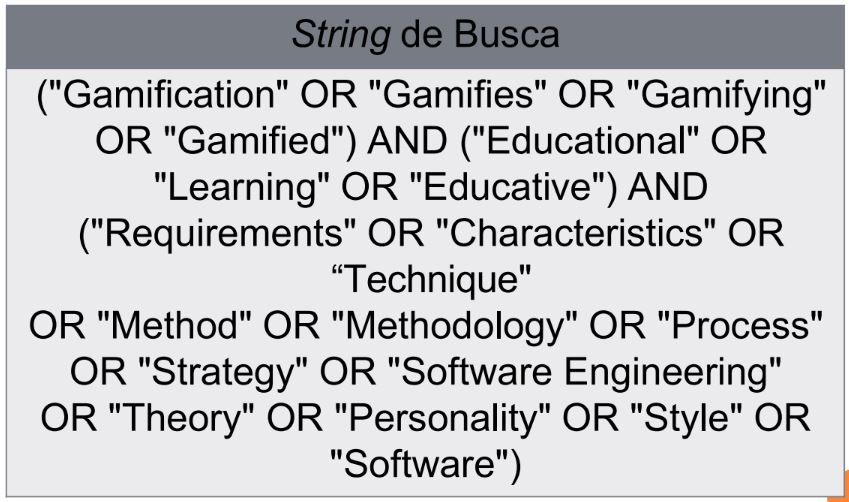 String de Busca
("Gamification" OR "Gamifies" OR "Gamifying"
OR "Gamified") AND ("Educational" OR
"Learning" OR "Educative") AND
("Requirements" OR "Characteristics" OR
“Technique"
OR "Method" OR "Methodology" OR "Process"
OR "Strategy" OR "Software Engineering"
OR "Theory" OR "Personality" OR "Style" OR
"Software")